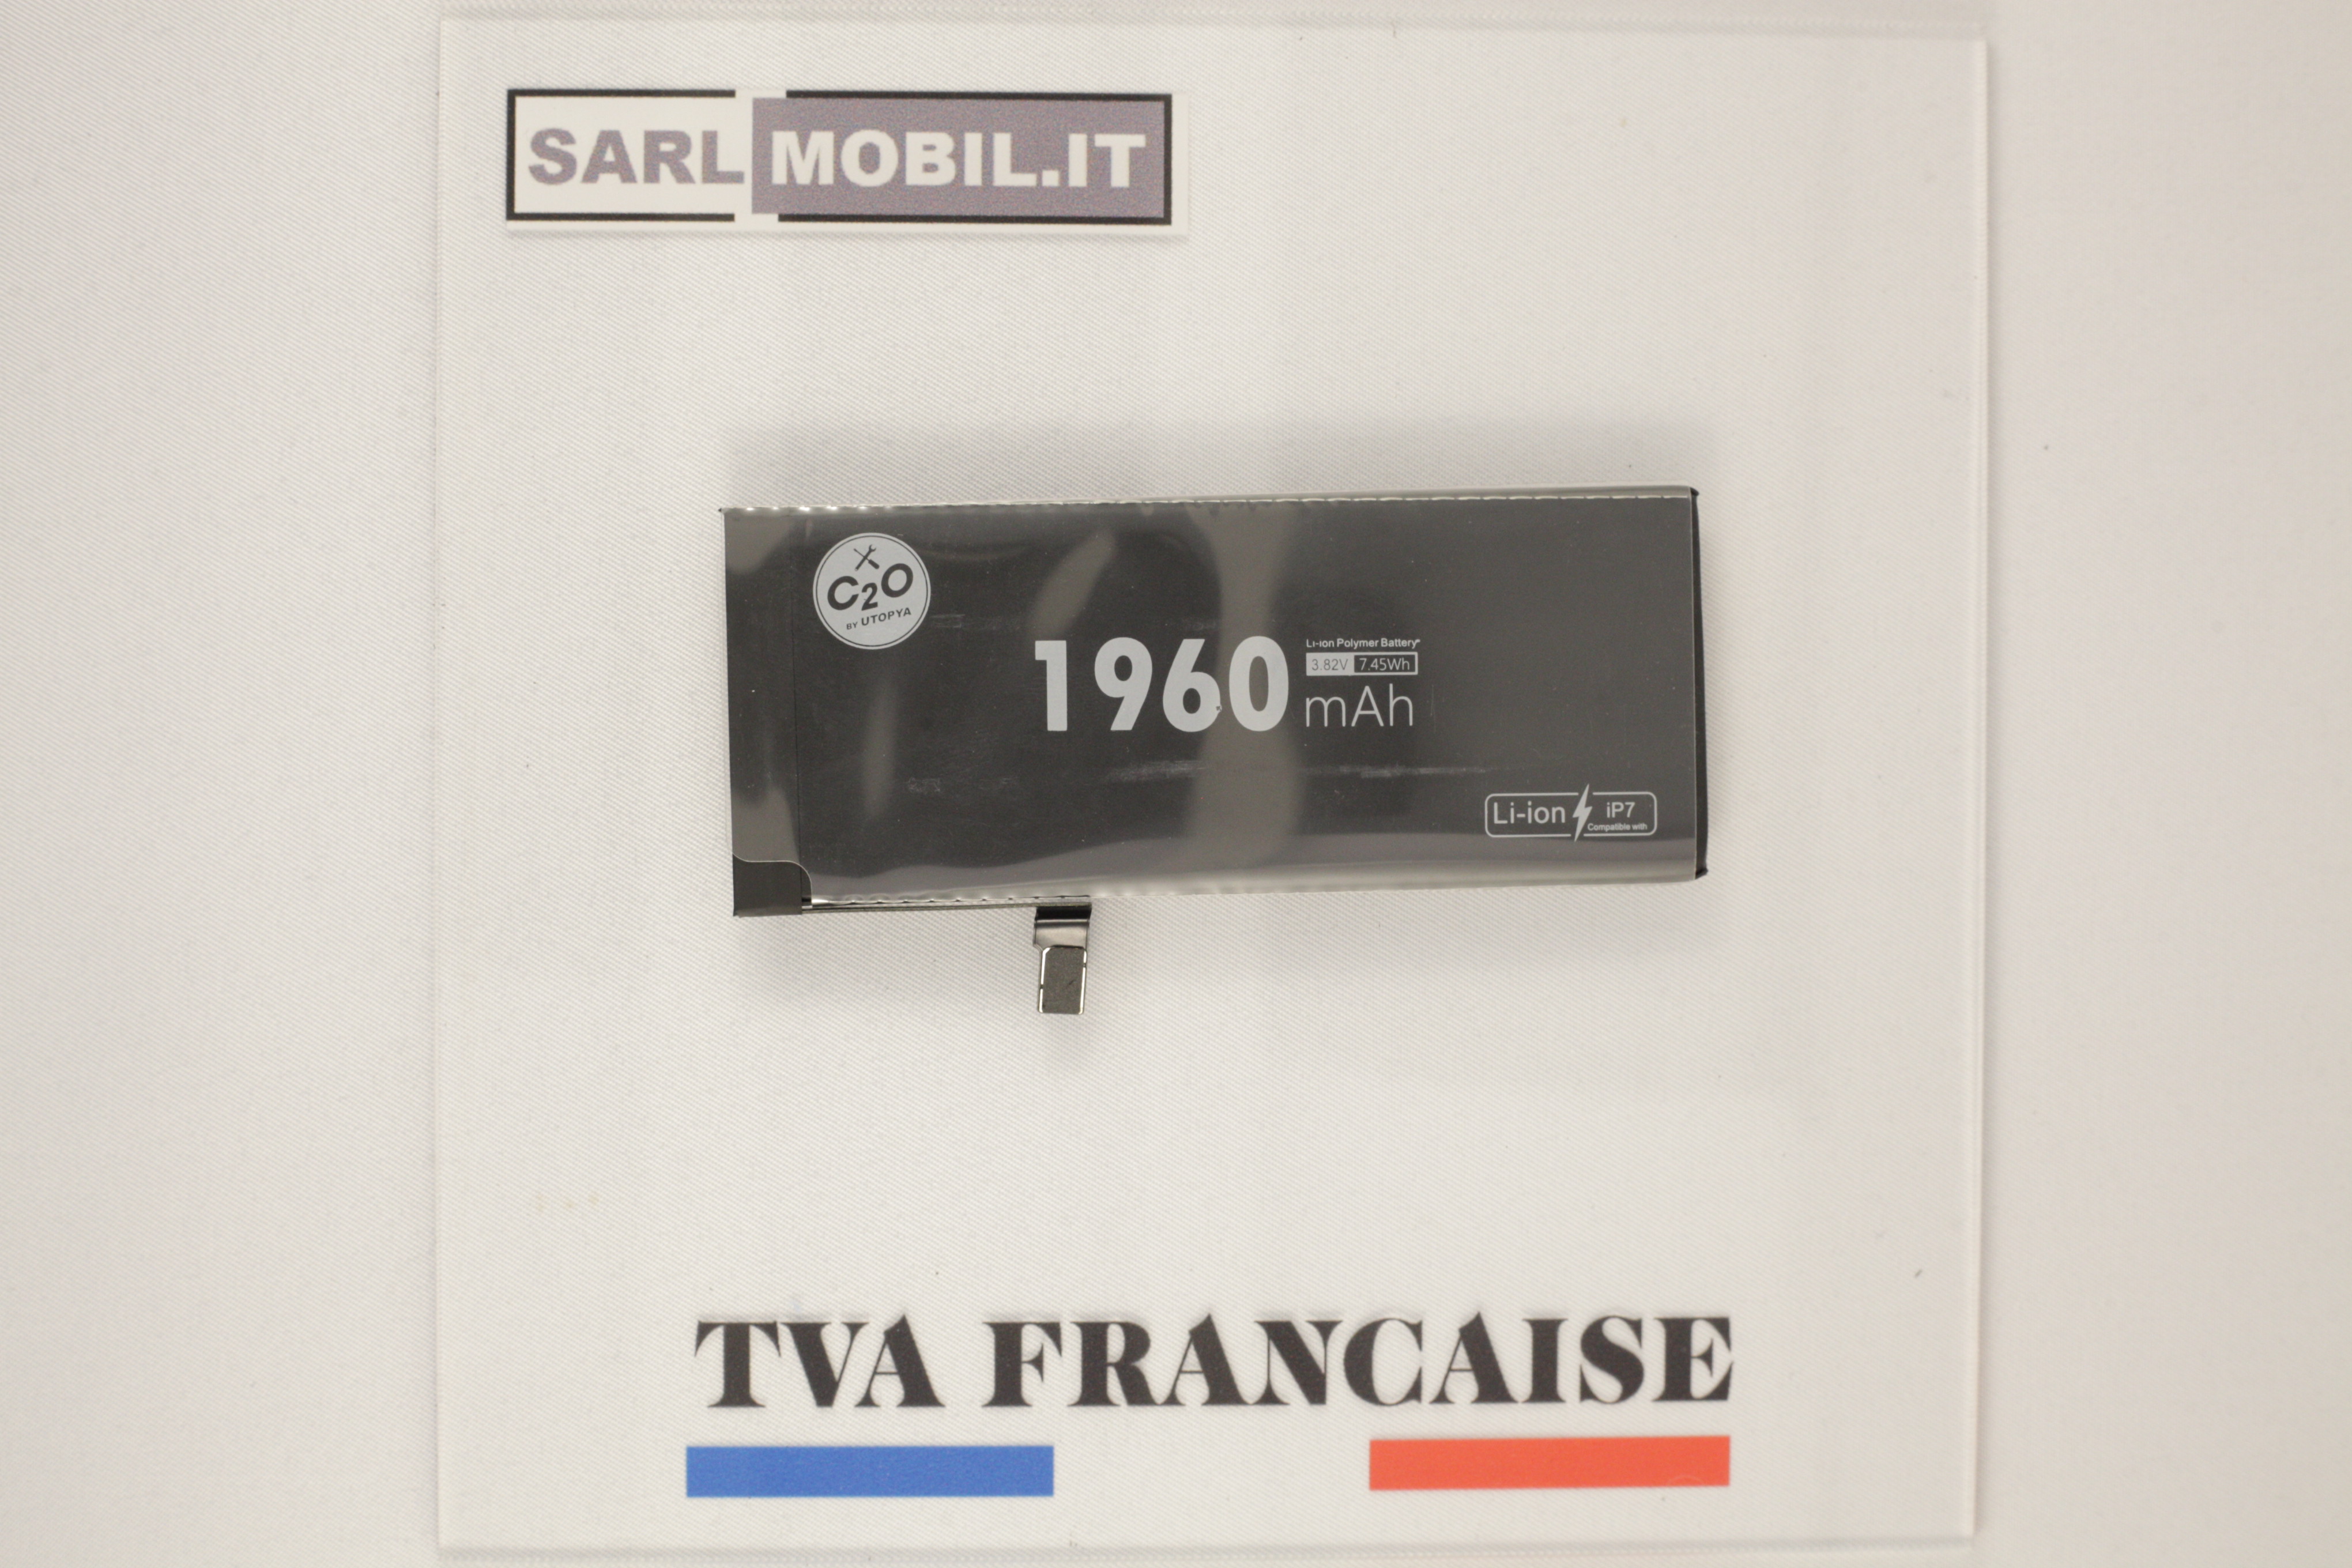 SARL MOBIL.IT
C2O
BY UTOPYA
1960 mAh
Li-ion Polymer Battery
3.82V 7.45Wh
Li-ion iP7
Compatible with
TVA FRANCAISE